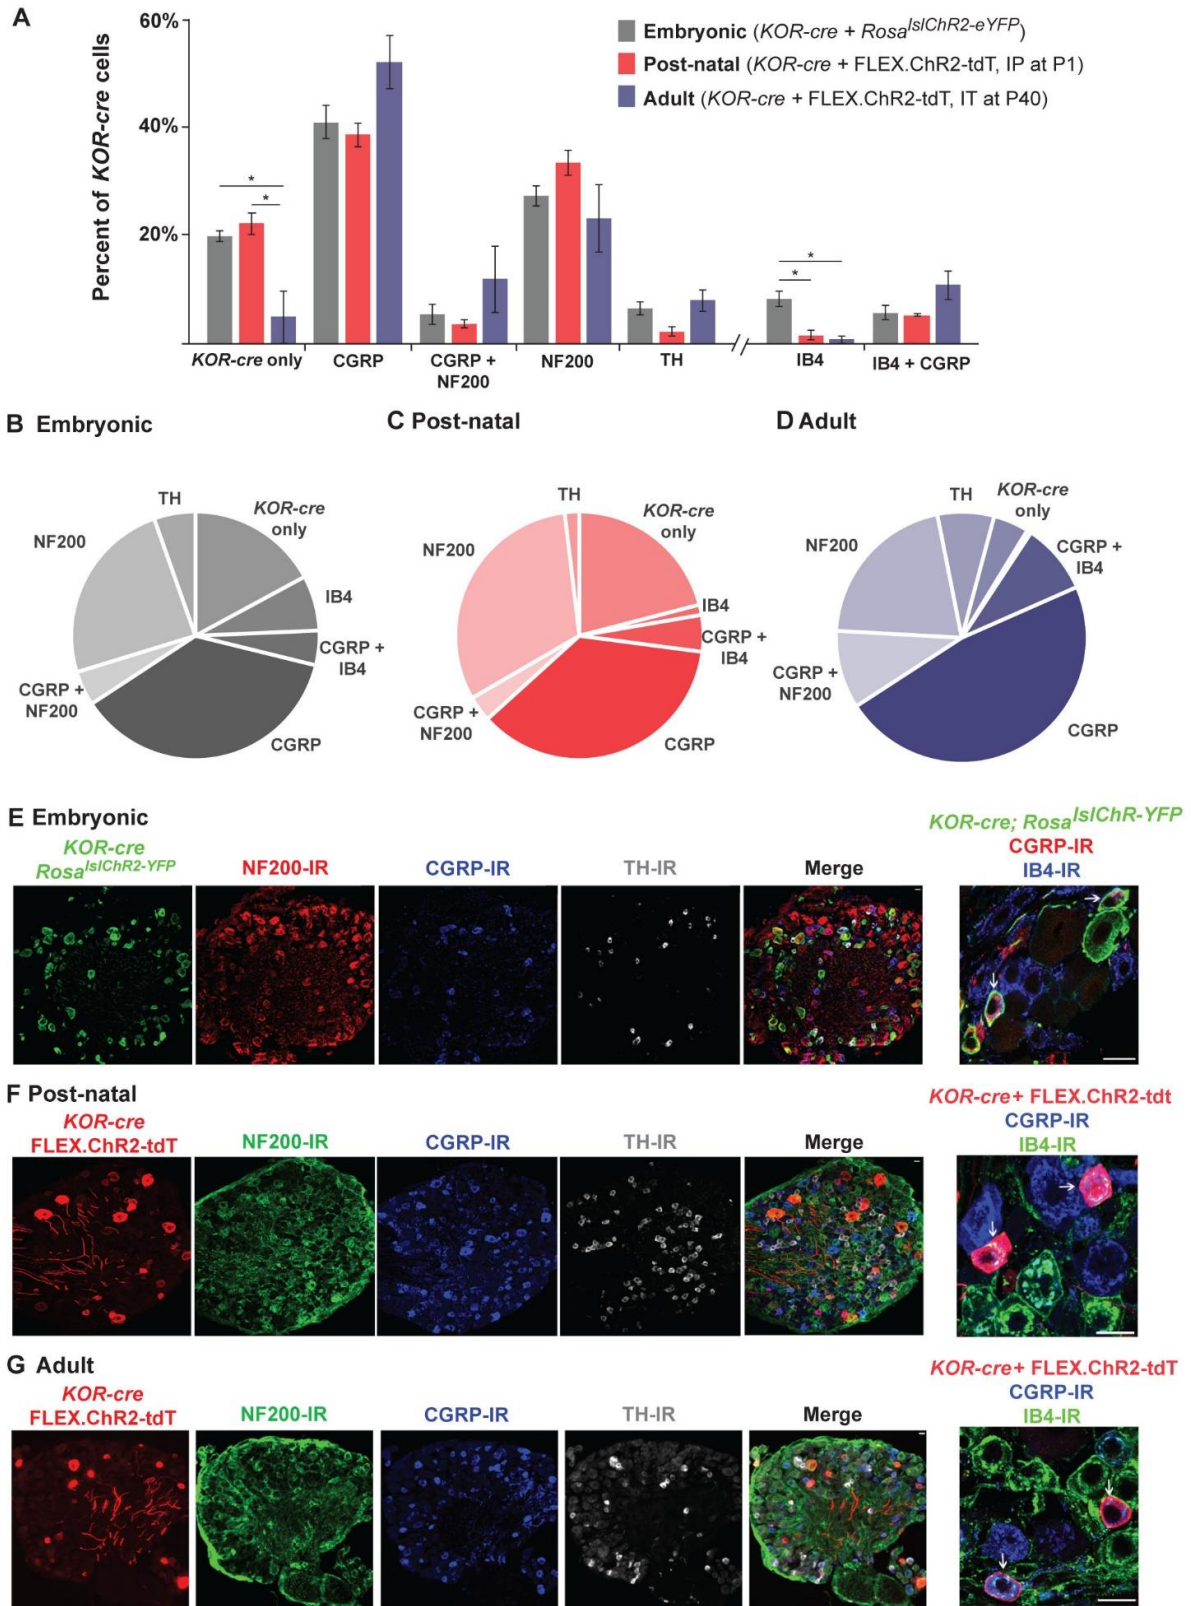 A
60%
40%
20%
Percent of KOR-cre cells
Embryonic (KOR-cre + Rosa^lslChR2-eYFP)
Post-natal (KOR-cre + FLEX.ChR2-tdT, IP at P1)
Adult (KOR-cre + FLEX.ChR2-tdT, IT at P40)
*
*
*
*
KOR-cre only
CGRP
CGRP +
NF200
NF200
TH
IB4
IB4 + CGRP
B Embryonic
TH
KOR-cre
only
NF200
IB4
CGRP +
IB4
CGRP +
NF200
CGRP
C Post-natal
TH
KOR-cre
only
NF200
IB4
CGRP +
IB4
CGRP +
NF200
CGRP
D Adult
TH
KOR-cre
only
NF200
CGRP +
IB4
CGRP +
NF200
CGRP
E Embryonic
KOR-cre
Rosa^lslChR2-YFP
NF200-IR
CGRP-IR
TH-IR
Merge
KOR-cre; Rosa^lslChR-YFP
CGRP-IR
IB4-IR
F Post-natal
KOR-cre
FLEX.ChR2-tdT
NF200-IR
CGRP-IR
TH-IR
Merge
KOR-cre+ FLEX.ChR2-tdt
CGRP-IR
IB4-IR
G Adult
KOR-cre
FLEX.ChR2-tdT
NF200-IR
CGRP-IR
TH-IR
Merge
KOR-cre+ FLEX.ChR2-tdT
CGRP-IR
IB4-IR